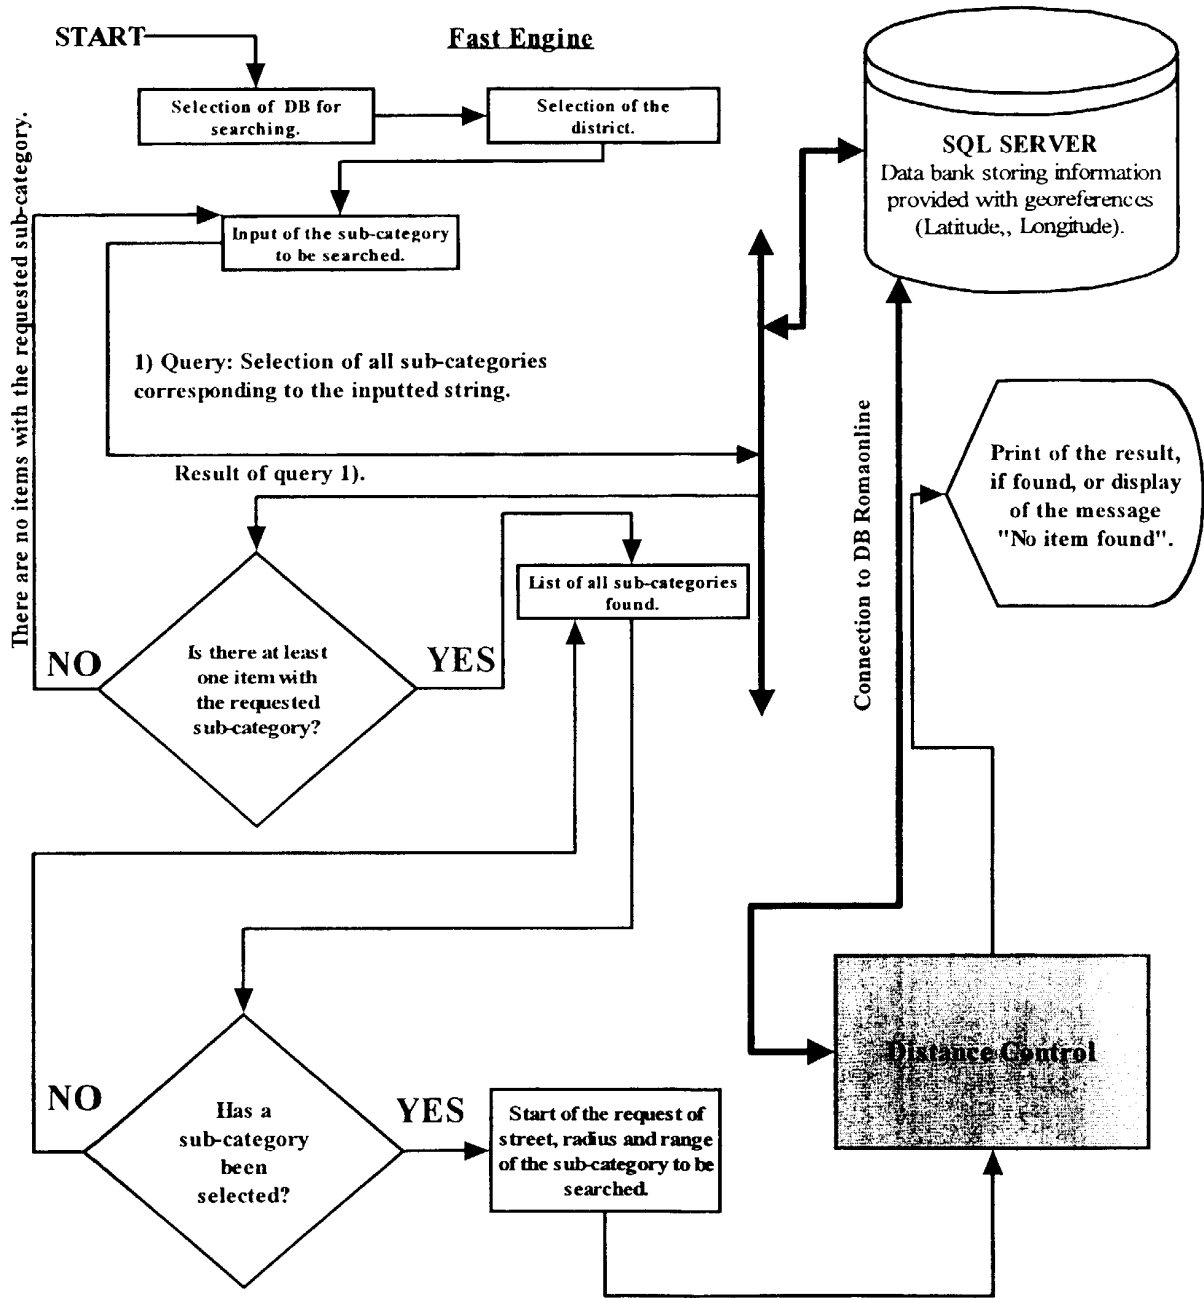 START
Fast Engine
Selection of DB for
searching.
Selection of the
district.
SQL SERVER
Data bank storing information
provided with georeferences
(Latitude,, Longitude).
Input of the sub-category
to be searched.
There are no items with the requested sub-category.
1) Query: Selection of all sub-categories
corresponding to the inputted string.
Result of query 1).
Connection to DB Romaonline
Print of the result,
if found, or display
of the message
"No item found".
List of all sub-categories
found.
NO
Is there at least
one item with
the requested
sub-category?
YES
Distance Control
NO
Has a
sub-category
been
selected?
YES
Start of the request of
street, radius and range
of the sub-category to be
searched.